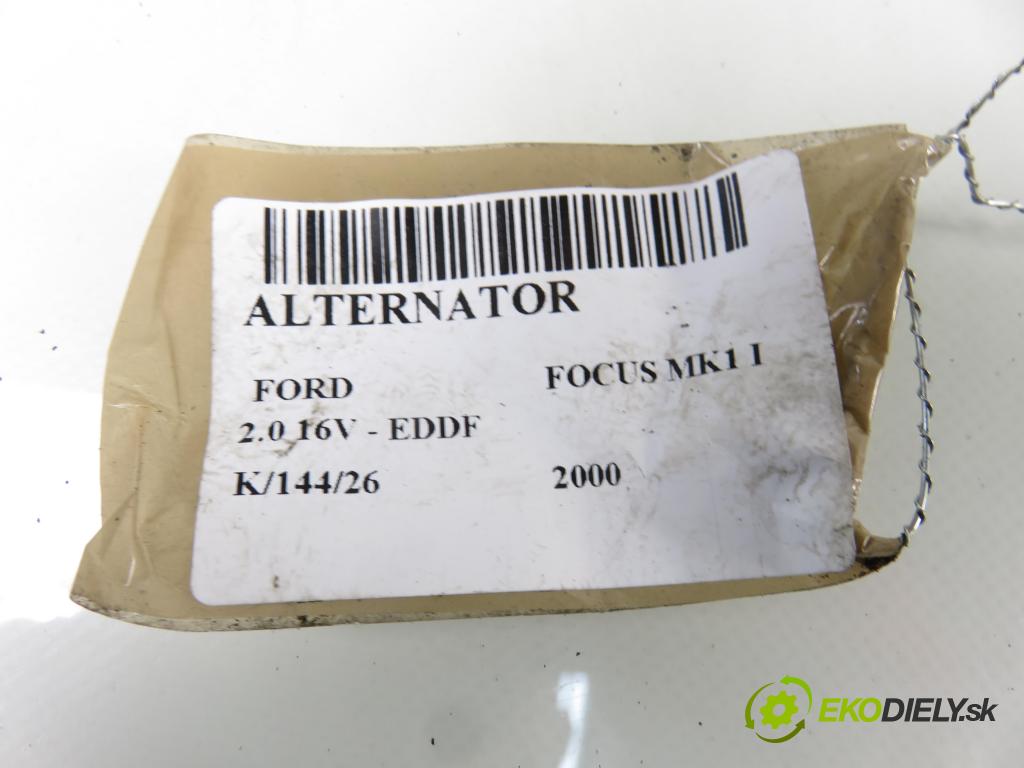 ALTERNATOR
FORD FOCUS MK1 I
2.0 16V - EDDF
K/144/26 2000
EKODIELY.sk